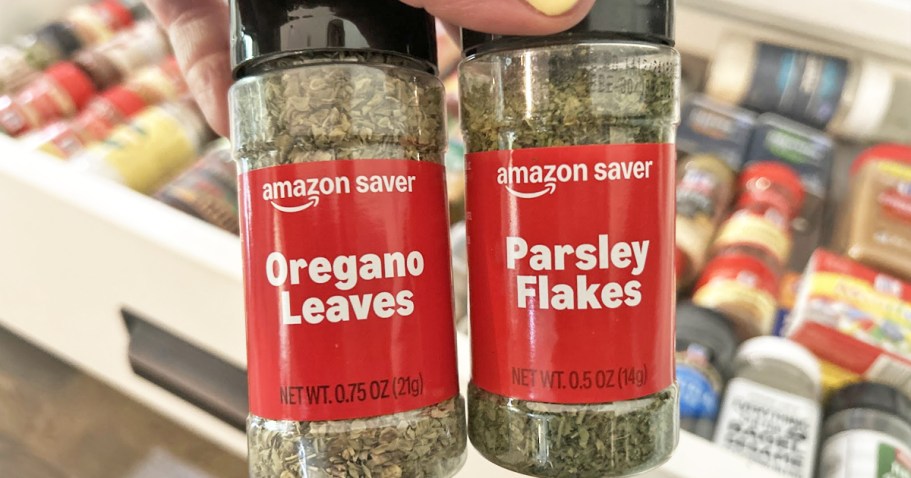 amazon saver
Oregano
Leaves
NET WT. 0.75 OZ (21g)
amazon saver
Parsley
Flakes
NET WT. 0.5 OZ (14g)